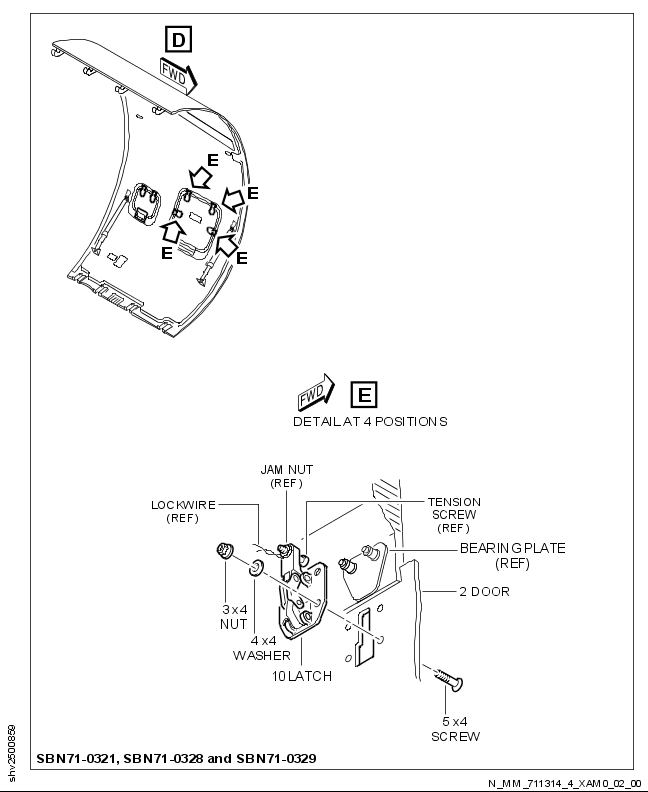 D
FWD
E
E
E
E
FWD
E
DETAIL AT 4 POSITIONS
JAM NUT
(REF)
LOCKWIRE
(REF)
TENSION
SCREW
(REF)
BEARING PLATE
(REF)
2 DOOR
3 x4
NUT
4 x4
WASHER
10 LATCH
5 x4
SCREW
SBN71-0321, SBN71-0328 and SBN71-0329
shv2500859
N_MM_711314_4_XAM0_02_00